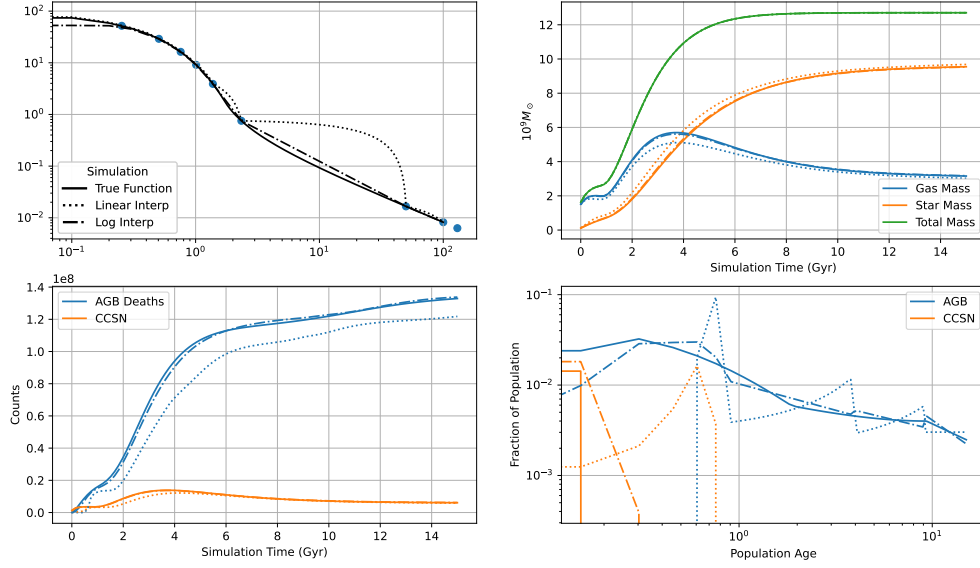 10²
10¹
10⁰
10⁻¹
10⁻²
10⁻¹
10⁰
10¹
10²
Simulation
True Function
Linear Interp
Log Interp
12
10
8
6
4
2
0
10⁹M⊙
0
2
4
6
8
10
12
14
Simulation Time (Gyr)
Gas Mass
Star Mass
Total Mass
1e8
1.4
1.2
1.0
0.8
0.6
0.4
0.2
0.0
Counts
0
2
4
6
8
10
12
14
Simulation Time (Gyr)
AGB Deaths
CCSN
10⁻¹
10⁻²
10⁻³
Fraction of Population
10⁰
10¹
Population Age
AGB
CCSN